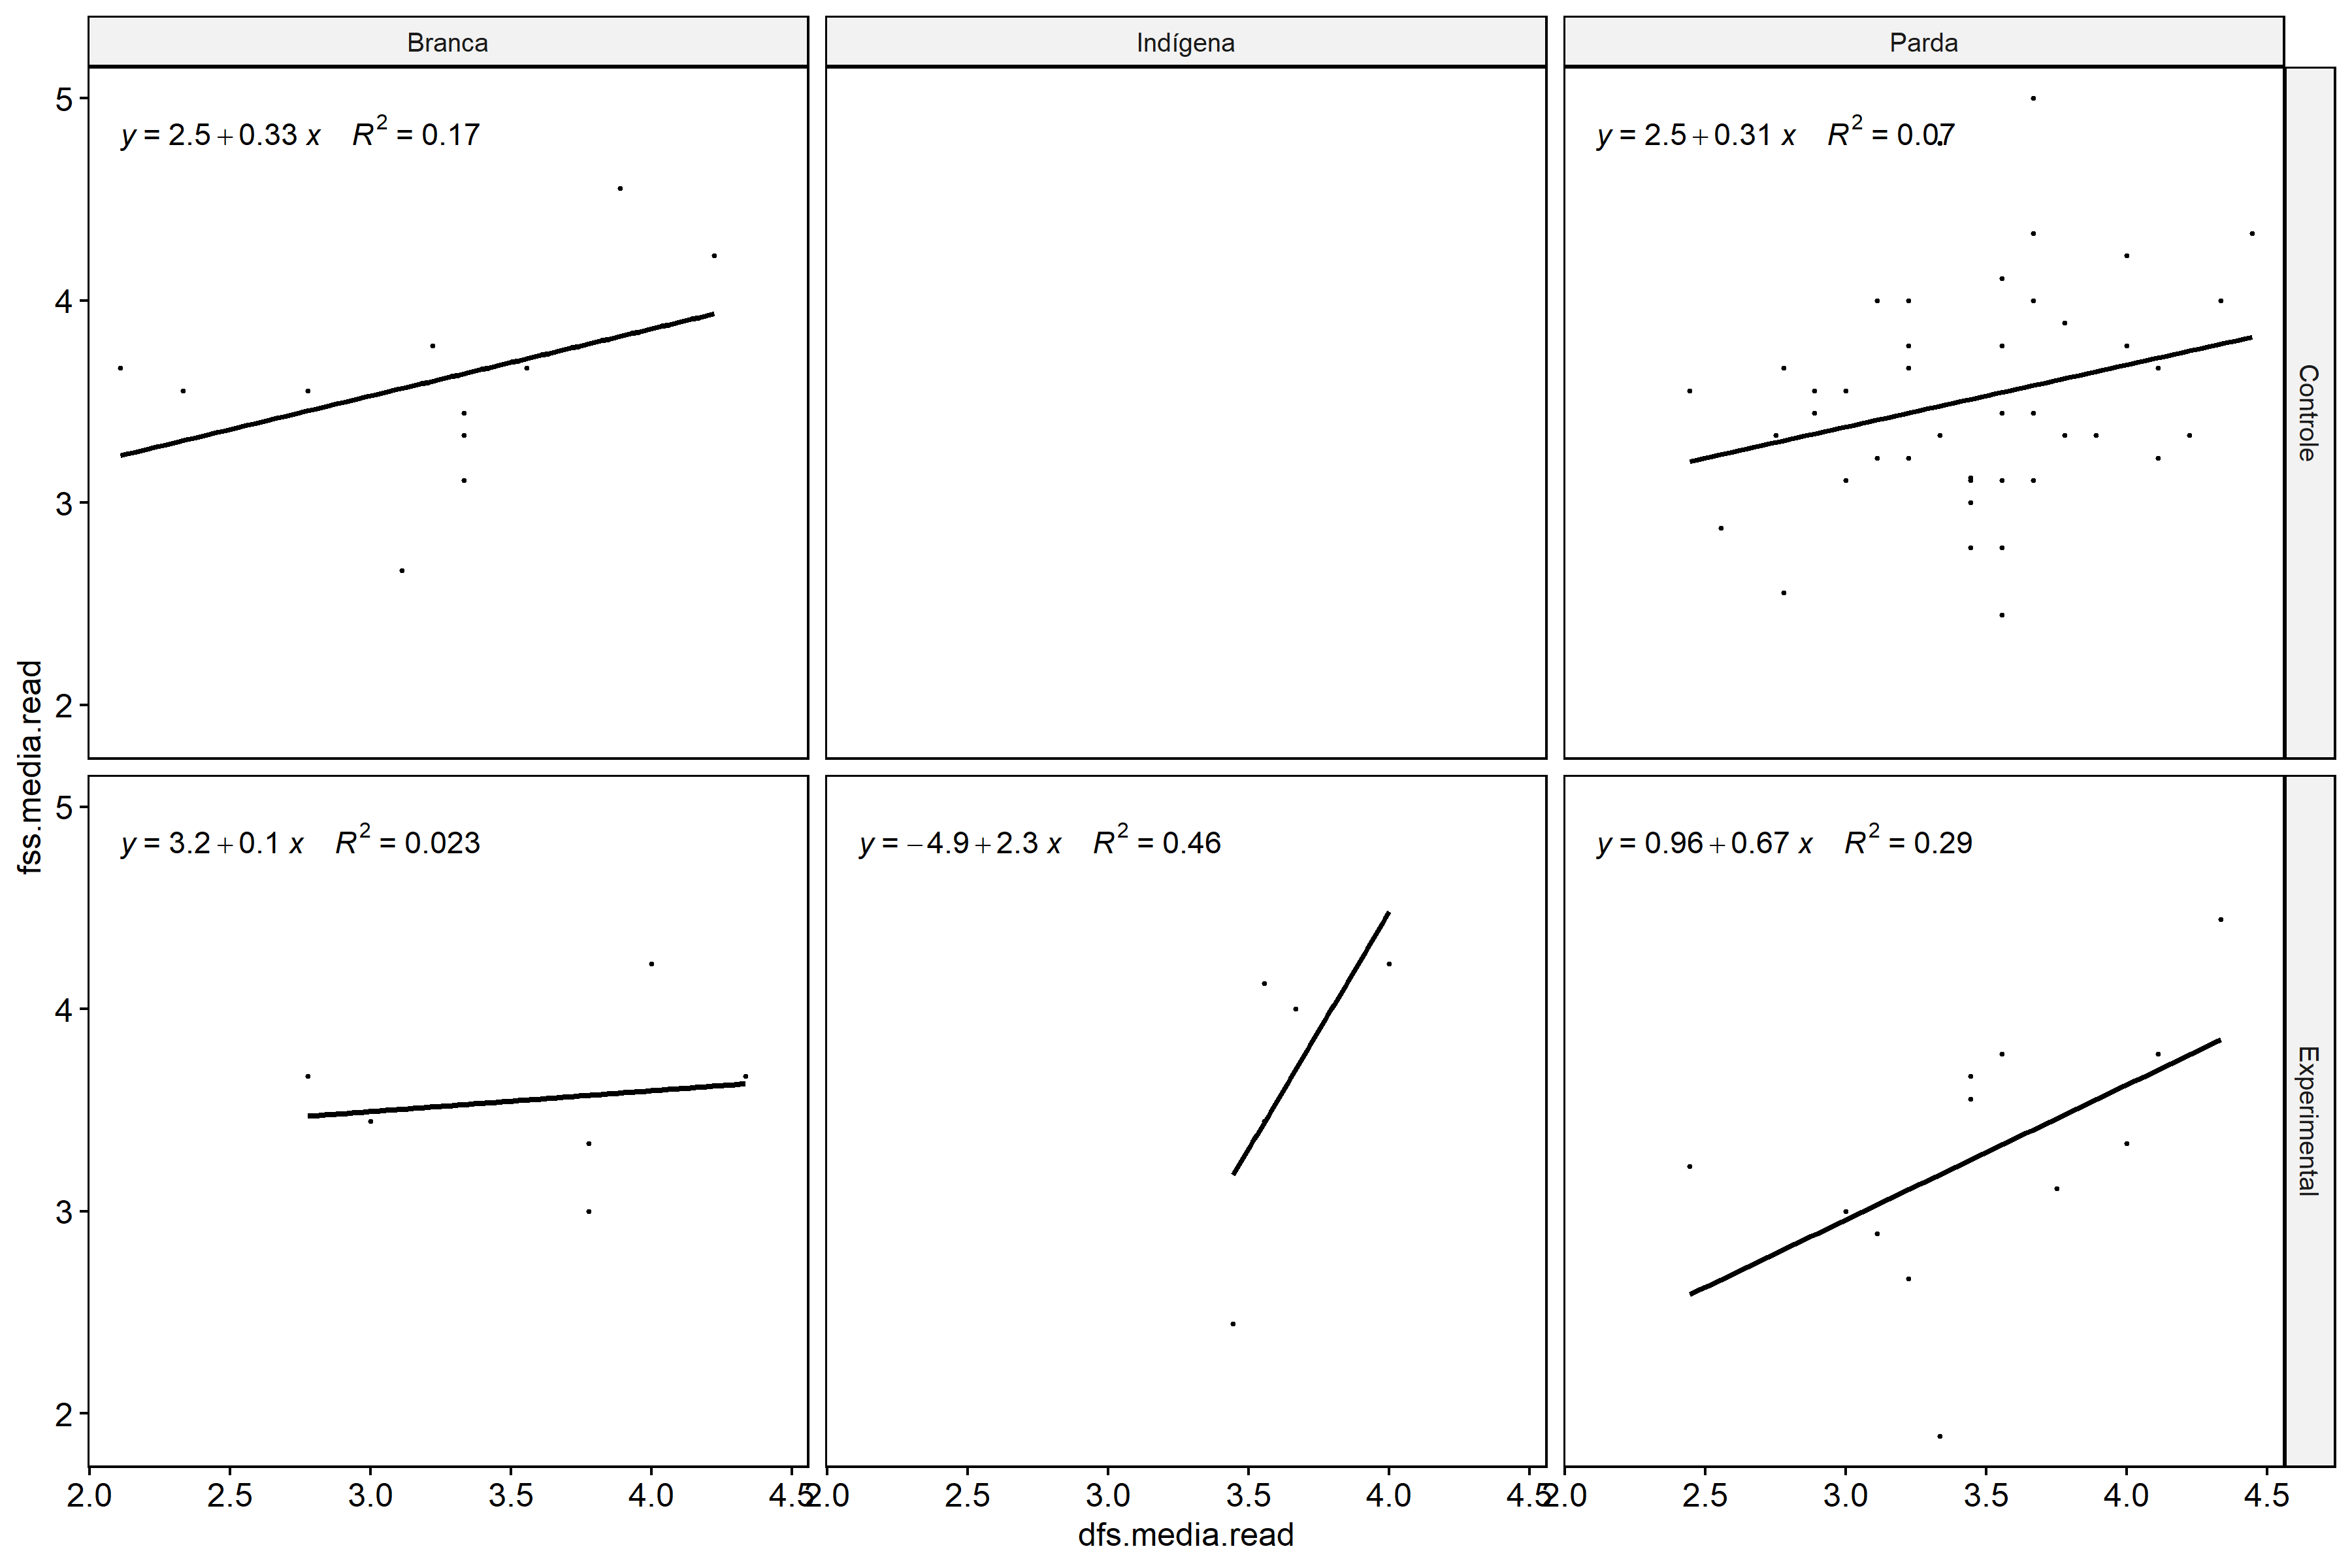 Branca
Indígena
Parda
5
4
3
2
y = 2.5 + 0.33 x R² = 0.17
y = 2.5 + 0.31 x R² = 0.07
Controle
fss.media.read
5
4
3
2
y = 3.2 + 0.1 x R² = 0.023
y = −4.9 + 2.3 x R² = 0.46
y = 0.96 + 0.67 x R² = 0.29
Experimental
2.0 2.5 3.0 3.5 4.0 4.5
2.0 2.5 3.0 3.5 4.0 4.5
2.0 2.5 3.0 3.5 4.0 4.5
dfs.media.read